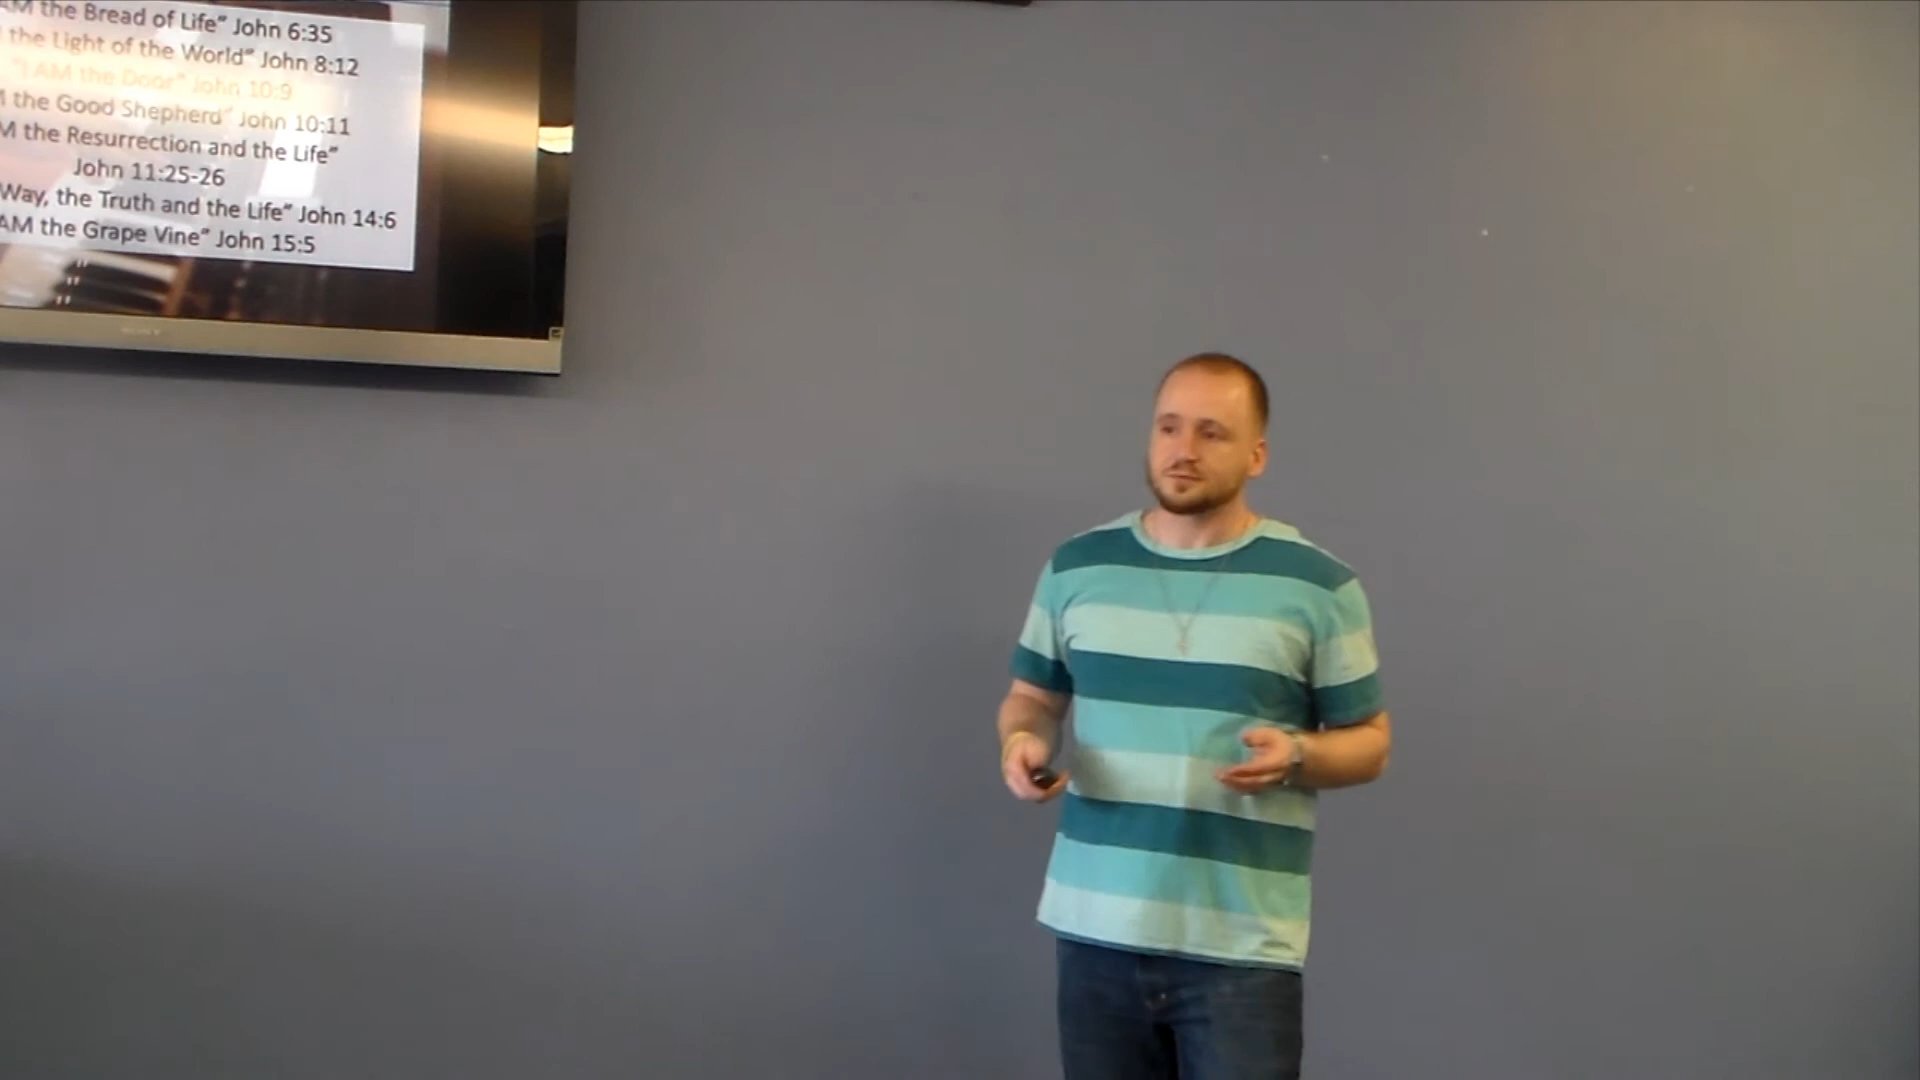 AM the Bread of Life" John 6:35
the Light of the World" John 8:12
"I AM the Door" John 10:9
the Good Shepherd" John 10:11
M the Resurrection and the Life"
John 11:25-26
Way, the Truth and the Life" John 14:6
AM the Grape Vine" John 15:5
SONY